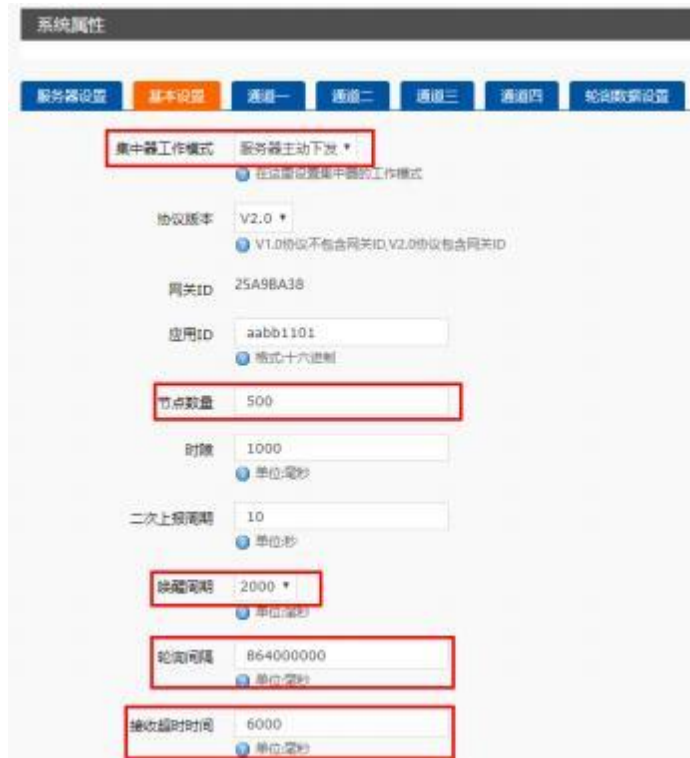 系统属性
服务器设置 基本设置 通道一 通道二 通道三 通道四 轮询数据设置
集中器工作模式 服务器主动下发
在这里设置集中器的工作模式
协议版本 V2.0
V1.0协议不包含网关ID,V2.0协议包含网关ID
网关ID 25A9BA38
应用ID aabb1101
格式:十六进制
节点数量 500
时隙 1000
单位:毫秒
二次上报周期 10
单位:秒
唤醒周期 2000
单位:毫秒
轮询间隔 864000000
单位:毫秒
接收超时时间 6000
单位:毫秒